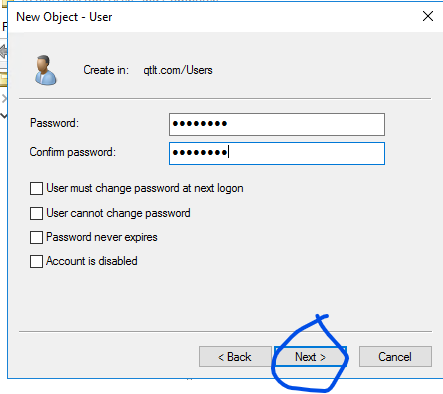 New Object - User
Create in: qtlt.com/Users
Password: ••••••••
Confirm password: ••••••••
User must change password at next logon
User cannot change password
Password never expires
Account is disabled
< Back Next > Cancel